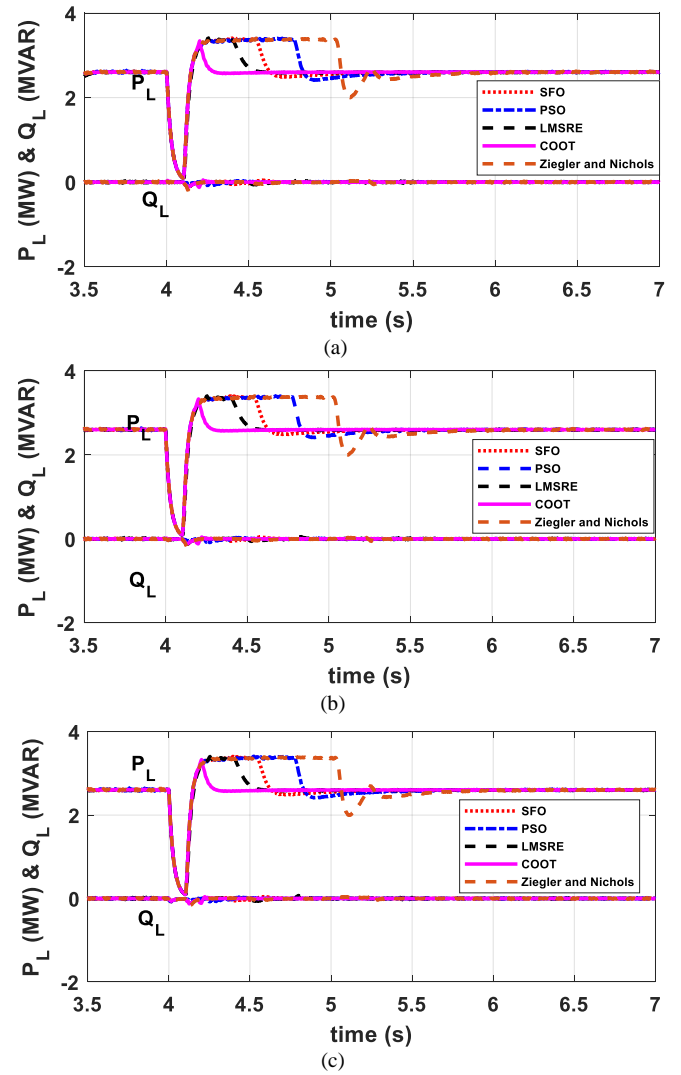 P_L (MW) & Q_L (MVAR)
4
2
0
-2
P_L
Q_L
SFO
PSO
LMSRE
COOT
Ziegler and Nichols
3.5 4 4.5 5 5.5 6 6.5 7
time (s)
(a)
P_L (MW) & Q_L (MVAR)
4
2
0
-2
P_L
Q_L
SFO
PSO
LMSRE
COOT
Ziegler and Nichols
3.5 4 4.5 5 5.5 6 6.5 7
time (s)
(b)
P_L (MW) & Q_L (MVAR)
4
2
0
-2
P_L
Q_L
SFO
PSO
LMSRE
COOT
Ziegler and Nichols
3.5 4 4.5 5 5.5 6 6.5 7
time (s)
(c)